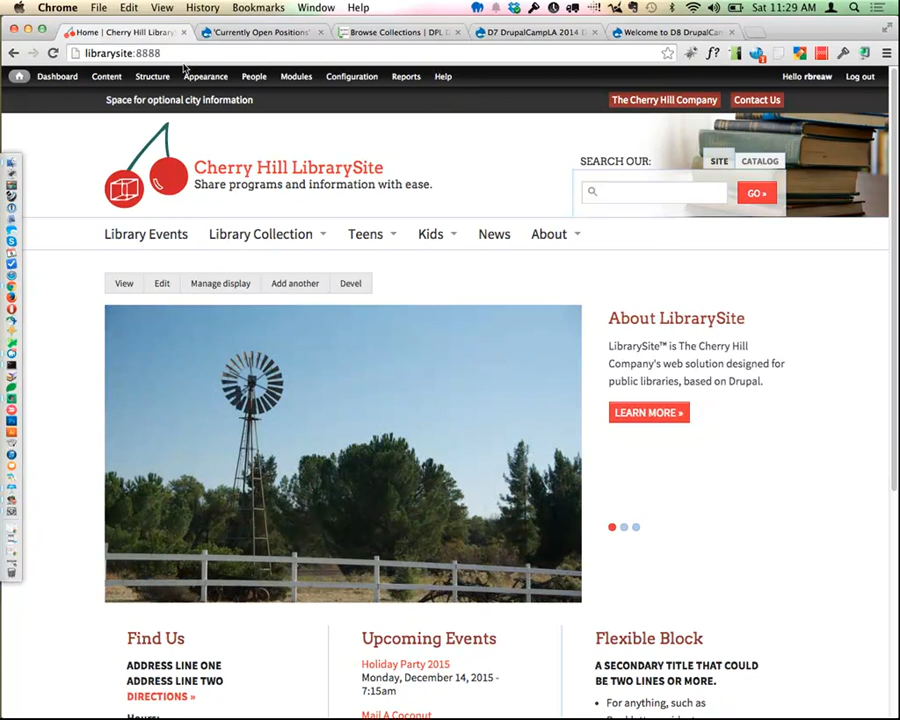 Chrome File Edit View History Bookmarks Window Help Sat 11:29 AM
Home | Cherry Hill Library 'Currently Open Positions' Browse Collections | DPL D D7 DrupalCampLA 2014 D Welcome to D8 DrupalCam
librarysite:8888
Dashboard Content Structure Appearance People Modules Configuration Reports Help Hello rbreaw Log out
Space for optional city information The Cherry Hill Company Contact Us
SEARCH OUR: SITE CATALOG
Cherry Hill LibrarySite
Share programs and information with ease.
GO »
Library Events Library Collection Teens Kids News About
View Edit Manage display Add another Devel
About LibrarySite
LibrarySite™ is The Cherry Hill
Company's web solution designed for
public libraries, based on Drupal.
LEARN MORE »
Find Us
ADDRESS LINE ONE
ADDRESS LINE TWO
DIRECTIONS »
Hours:
Upcoming Events
Holiday Party 2015
Monday, December 14, 2015 -
7:15am
Mail A Coconut
Flexible Block
A SECONDARY TITLE THAT COULD
BE TWO LINES OR MORE.
• For anything, such as